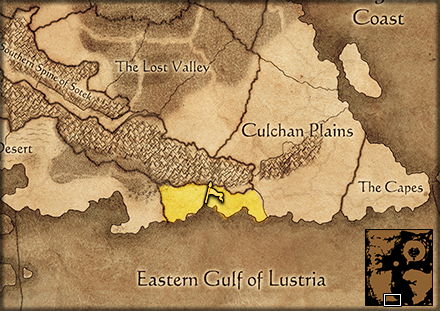 Coast
The Lost Valley
Southern Spine of Sotek
Culchan Plains
Desert
The Capes
Eastern Gulf of Lustria